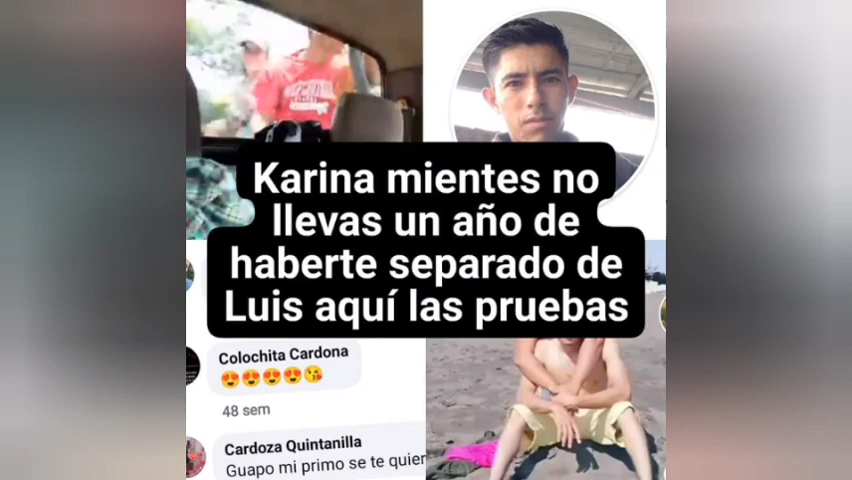 Karina mientes no
llevas un año de
haberte separado de
Luis aquí las pruebas
Colochita Cardona
😍😍😍😍😘
48 sem
Cardoza Quintanilla
Guapo mi primo se te quier